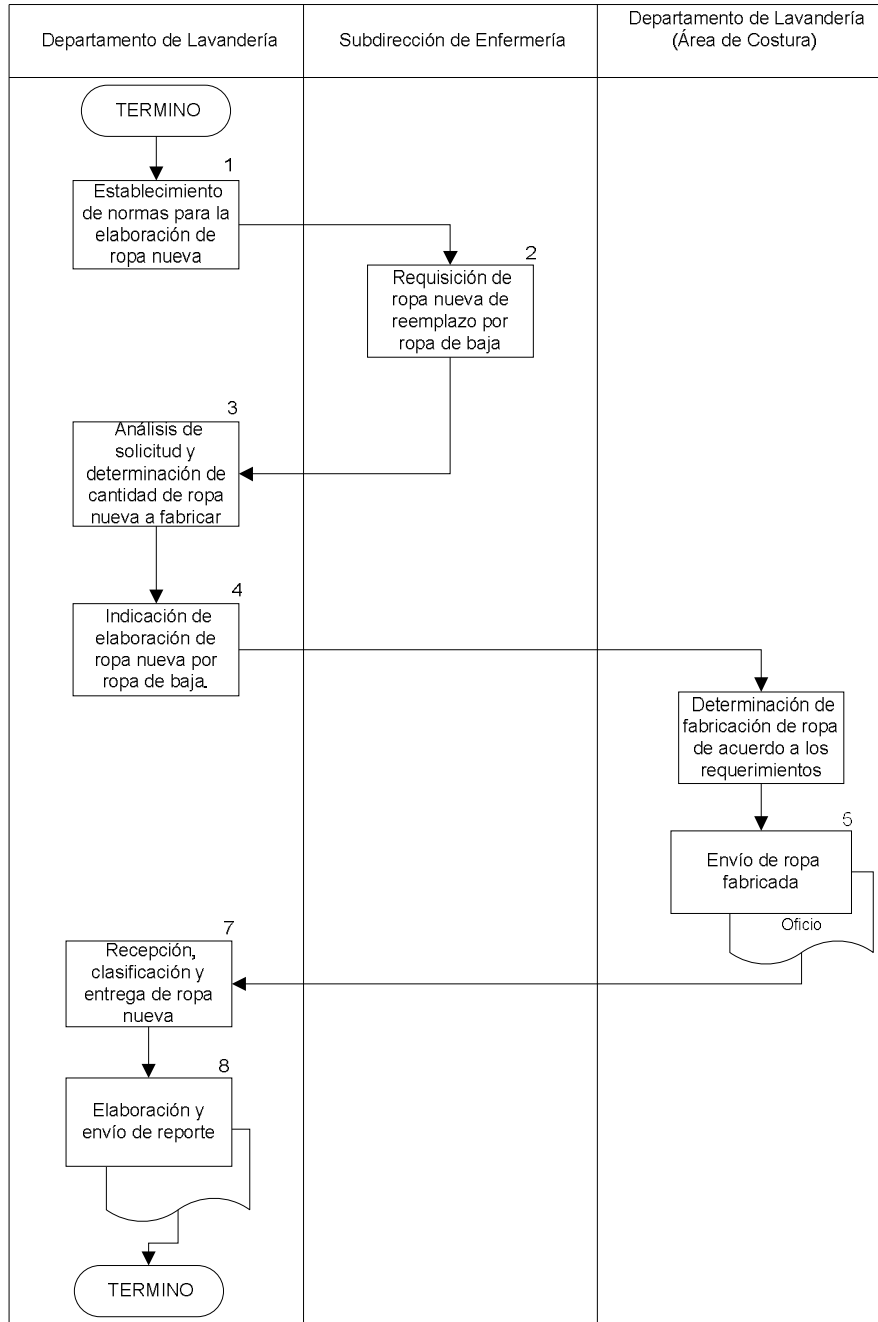 Departamento de Lavandería
Subdirección de Enfermería
Departamento de Lavandería
(Área de Costura)
TERMINO
1
Establecimiento
de normas para la
elaboración de
ropa nueva
2
Requisición de
ropa nueva de
reemplazo por
ropa de baja
3
Análisis de
solicitud y
determinación de
cantidad de ropa
nueva a fabricar
4
Indicación de
elaboración de
ropa nueva por
ropa de baja.
Determinación de
fabricación de ropa
de acuerdo a los
requerimientos
5
Envío de ropa
fabricada
Oficio
7
Recepción,
clasificación y
entrega de ropa
nueva
8
Elaboración y
envío de reporte
TERMINO